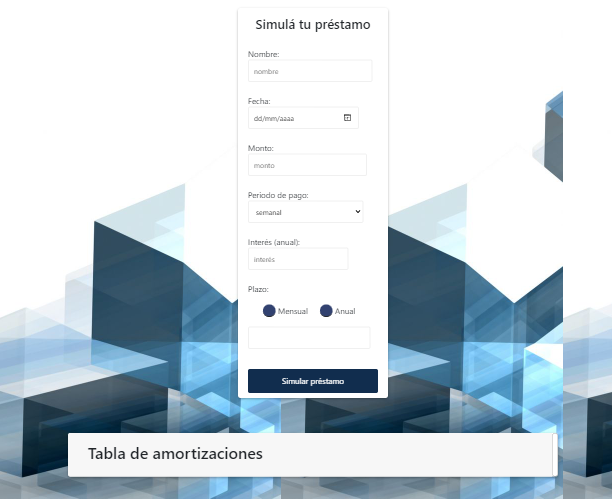 Simulá tu préstamo
Nombre:
nombre
Fecha:
dd/mm/aaaa
Monto:
monto
Periodo de pago:
semanal
Interés (anual):
interés
Plazo:
Mensual Anual
Simular préstamo
Tabla de amortizaciones